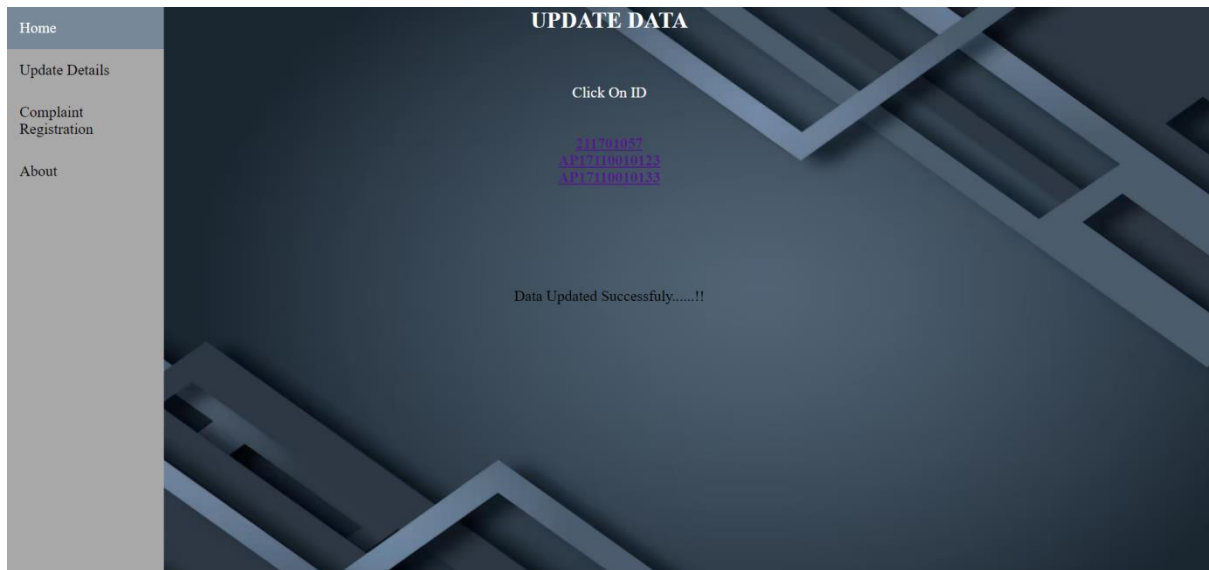 Home
Update Details
Complaint
Registration
About
UPDATE DATA
Click On ID
211701057
AP17110010123
AP17110010133
Data Updated Successfuly......!!